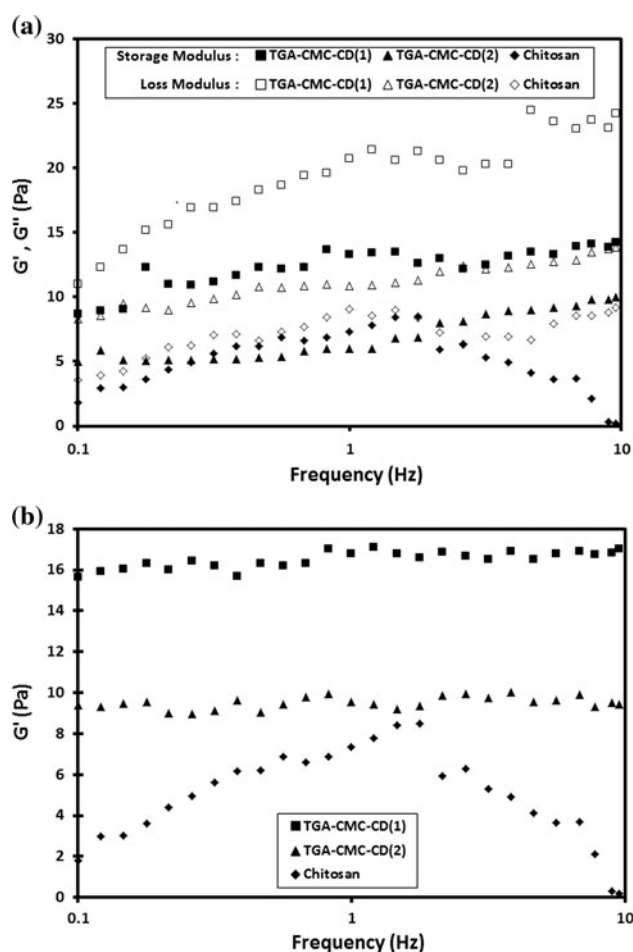 (a)
30
25
20
15
10
5
0
G' , G'' (Pa)
Storage Modulus : TGA-CMC-CD(1) TGA-CMC-CD(2) Chitosan
Loss Modulus : TGA-CMC-CD(1) TGA-CMC-CD(2) Chitosan
0.1 1 10
Frequency (Hz)
(b)
18
16
14
12
10
8
6
4
2
0
G' (Pa)
TGA-CMC-CD(1)
TGA-CMC-CD(2)
Chitosan
0.1 1 10
Frequency (Hz)